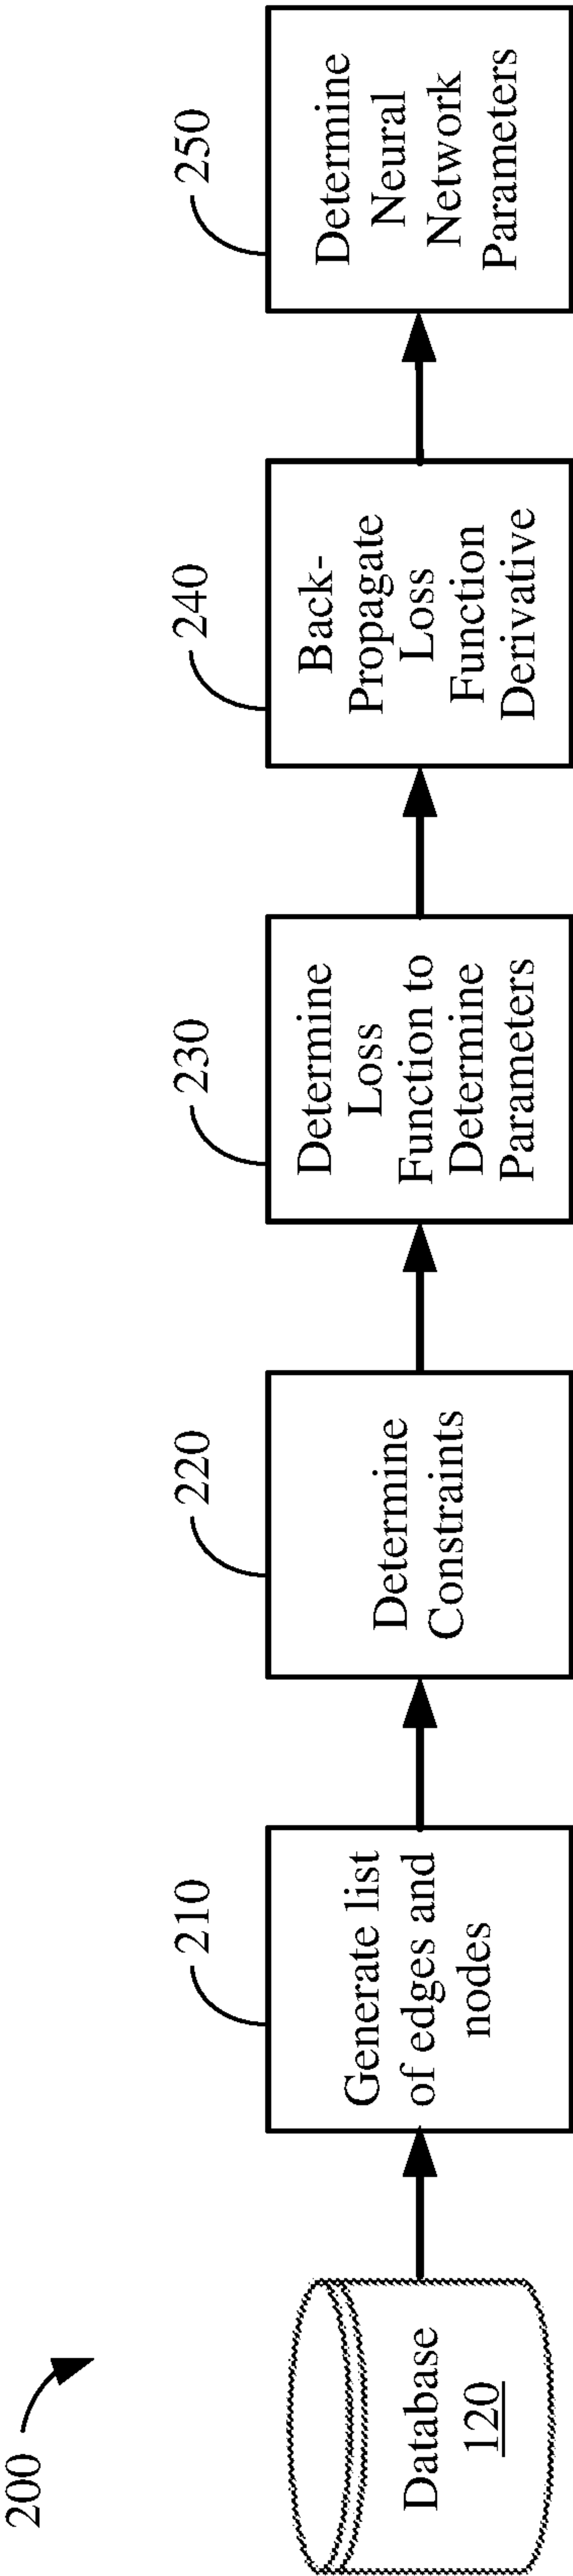 200
Database
120
210
Generate list
of edges and
nodes
220
Determine
Constraints
230
Determine
Loss
Function to
Determine
Parameters
240
Back-
Propagate
Loss
Function
Derivative
250
Determine
Neural
Network
Parameters